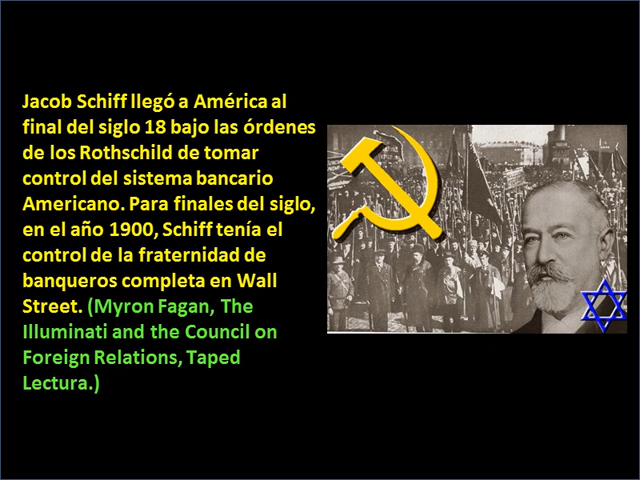 Jacob Schiff llegó a América al
final del siglo 18 bajo las órdenes
de los Rothschild de tomar
control del sistema bancario
Americano. Para finales del siglo,
en el año 1900, Schiff tenía el
control de la fraternidad de
banqueros completa en Wall
Street. (Myron Fagan, The
Illuminati and the Council on
Foreign Relations, Taped
Lectura.)